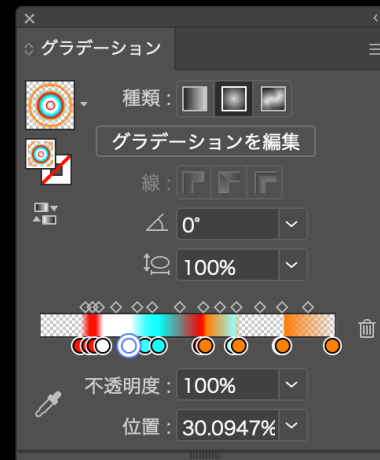 グラデーション
種類 :
グラデーションを編集
線 :
0°
100%
不透明度 : 100%
位置 : 30.0947%